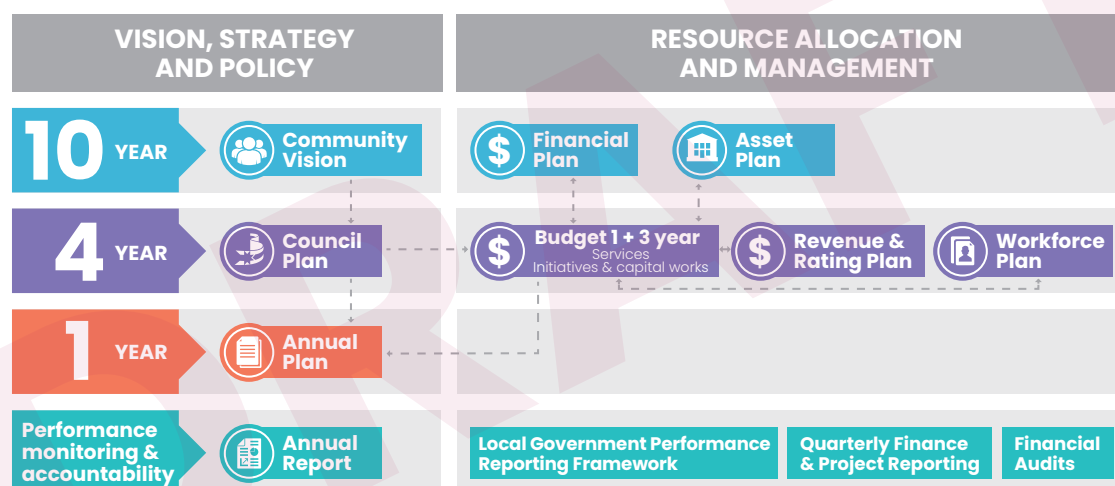 VISION, STRATEGY
AND POLICY
RESOURCE ALLOCATION
AND MANAGEMENT
10 YEAR
Community
Vision
$
Financial
Plan
Asset
Plan
4 YEAR
Council
Plan
$
Budget 1 + 3 year
Services
Initiatives & capital works
$
Revenue &
Rating Plan
Workforce
Plan
1 YEAR
Annual
Plan
Performance
monitoring &
accountability
Annual
Report
Local Government Performance
Reporting Framework
Quarterly Finance
& Project Reporting
Financial
Audits
DRAFT